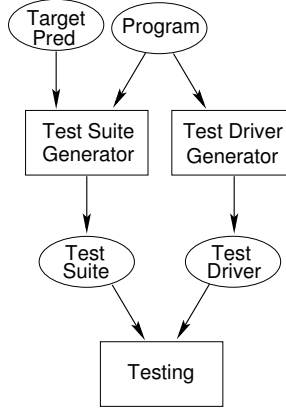 Target
Pred
Program
Test Suite
Generator
Test Driver
Generator
Test
Suite
Test
Driver
Testing